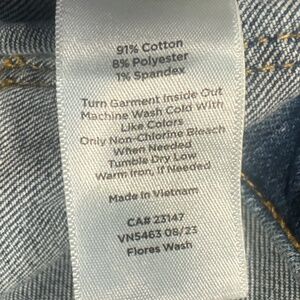 91% Cotton
8% Polyester
1% Spandex
Turn Garment Inside Out
Machine Wash Cold With
Like Colors
Only Non-Chlorine Bleach
When Needed
Tumble Dry Low
Warm Iron, If Needed
Made In Vietnam
CA# 23147
VN5463 06/23
Flores Wash